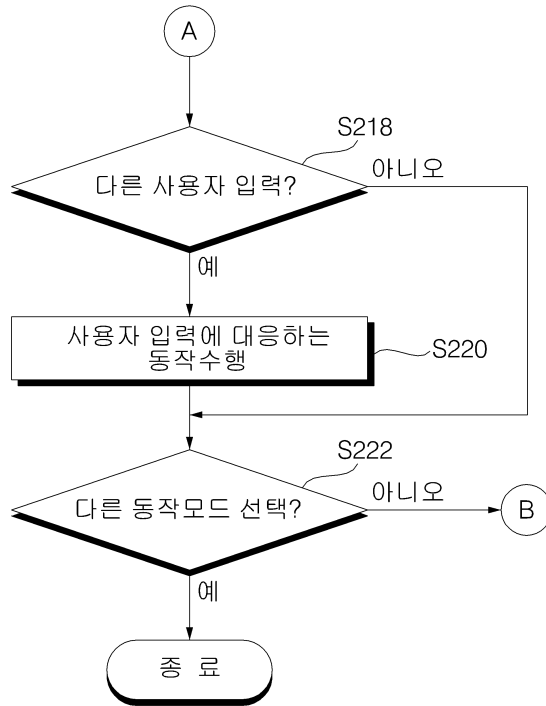 A
S218
다른 사용자 입력?
아니오
예
사용자 입력에 대응하는
동작수행
S220
S222
다른 동작모드 선택?
아니오
B
예
종 료